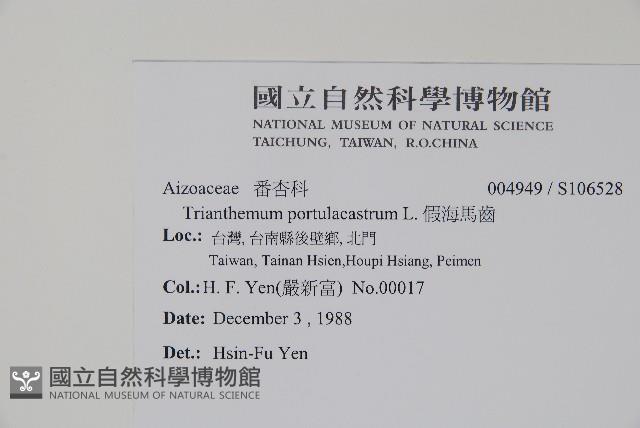 國立自然科學博物館
NATIONAL MUSEUM OF NATURAL SCIENCE
TAICHUNG, TAIWAN, R.O.CHINA
Aizoaceae 番杏科 004949 / S106528
Trianthemum portulacastrum L. 假海馬齒
Loc.: 台灣, 台南縣後壁鄉, 北門
Taiwan, Tainan Hsien,Houpi Hsiang, Peimen
Col.: H. F. Yen(嚴新富) No.00017
Date: December 3 , 1988
Det.: Hsin-Fu Yen
國立自然科學博物館
NATIONAL MUSEUM OF NATURAL SCIENCE